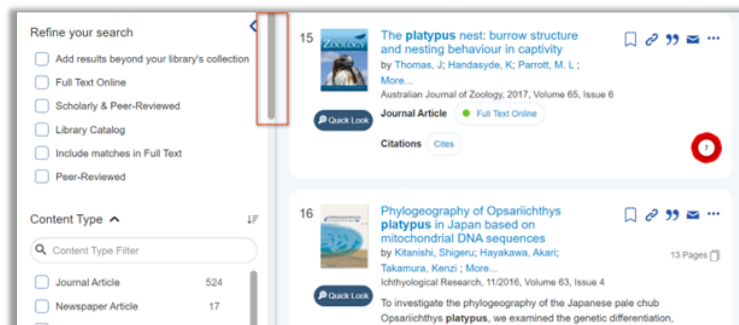 Refine your search
Add results beyond your library's collection
Full Text Online
Scholarly & Peer-Reviewed
Library Catalog
Include matches in Full Text
Peer-Reviewed
Content Type
Content Type Filter
Journal Article 524
Newspaper Article 17
15
ZOOLOGY
Quick Look
The platypus nest: burrow structure
and nesting behaviour in captivity
by Thomas, J; Handasyde, K; Parrott, M. L ;
More...
Australian Journal of Zoology, 2017, Volume 65, Issue 6
Journal Article Full Text Online
Citations Cites
?
16
Quick Look
Phylogeography of Opsariichthys
platypus in Japan based on
mitochondrial DNA sequences
by Kitanishi, Shigeru; Hayakawa, Akari;
Takamura, Kenzi ; More...
Ichthyological Research, 11/2016, Volume 63, Issue 4
13 Pages
To investigate the phylogeography of the Japanese pale chub
Opsariichthys platypus, we examined the genetic differentiation,